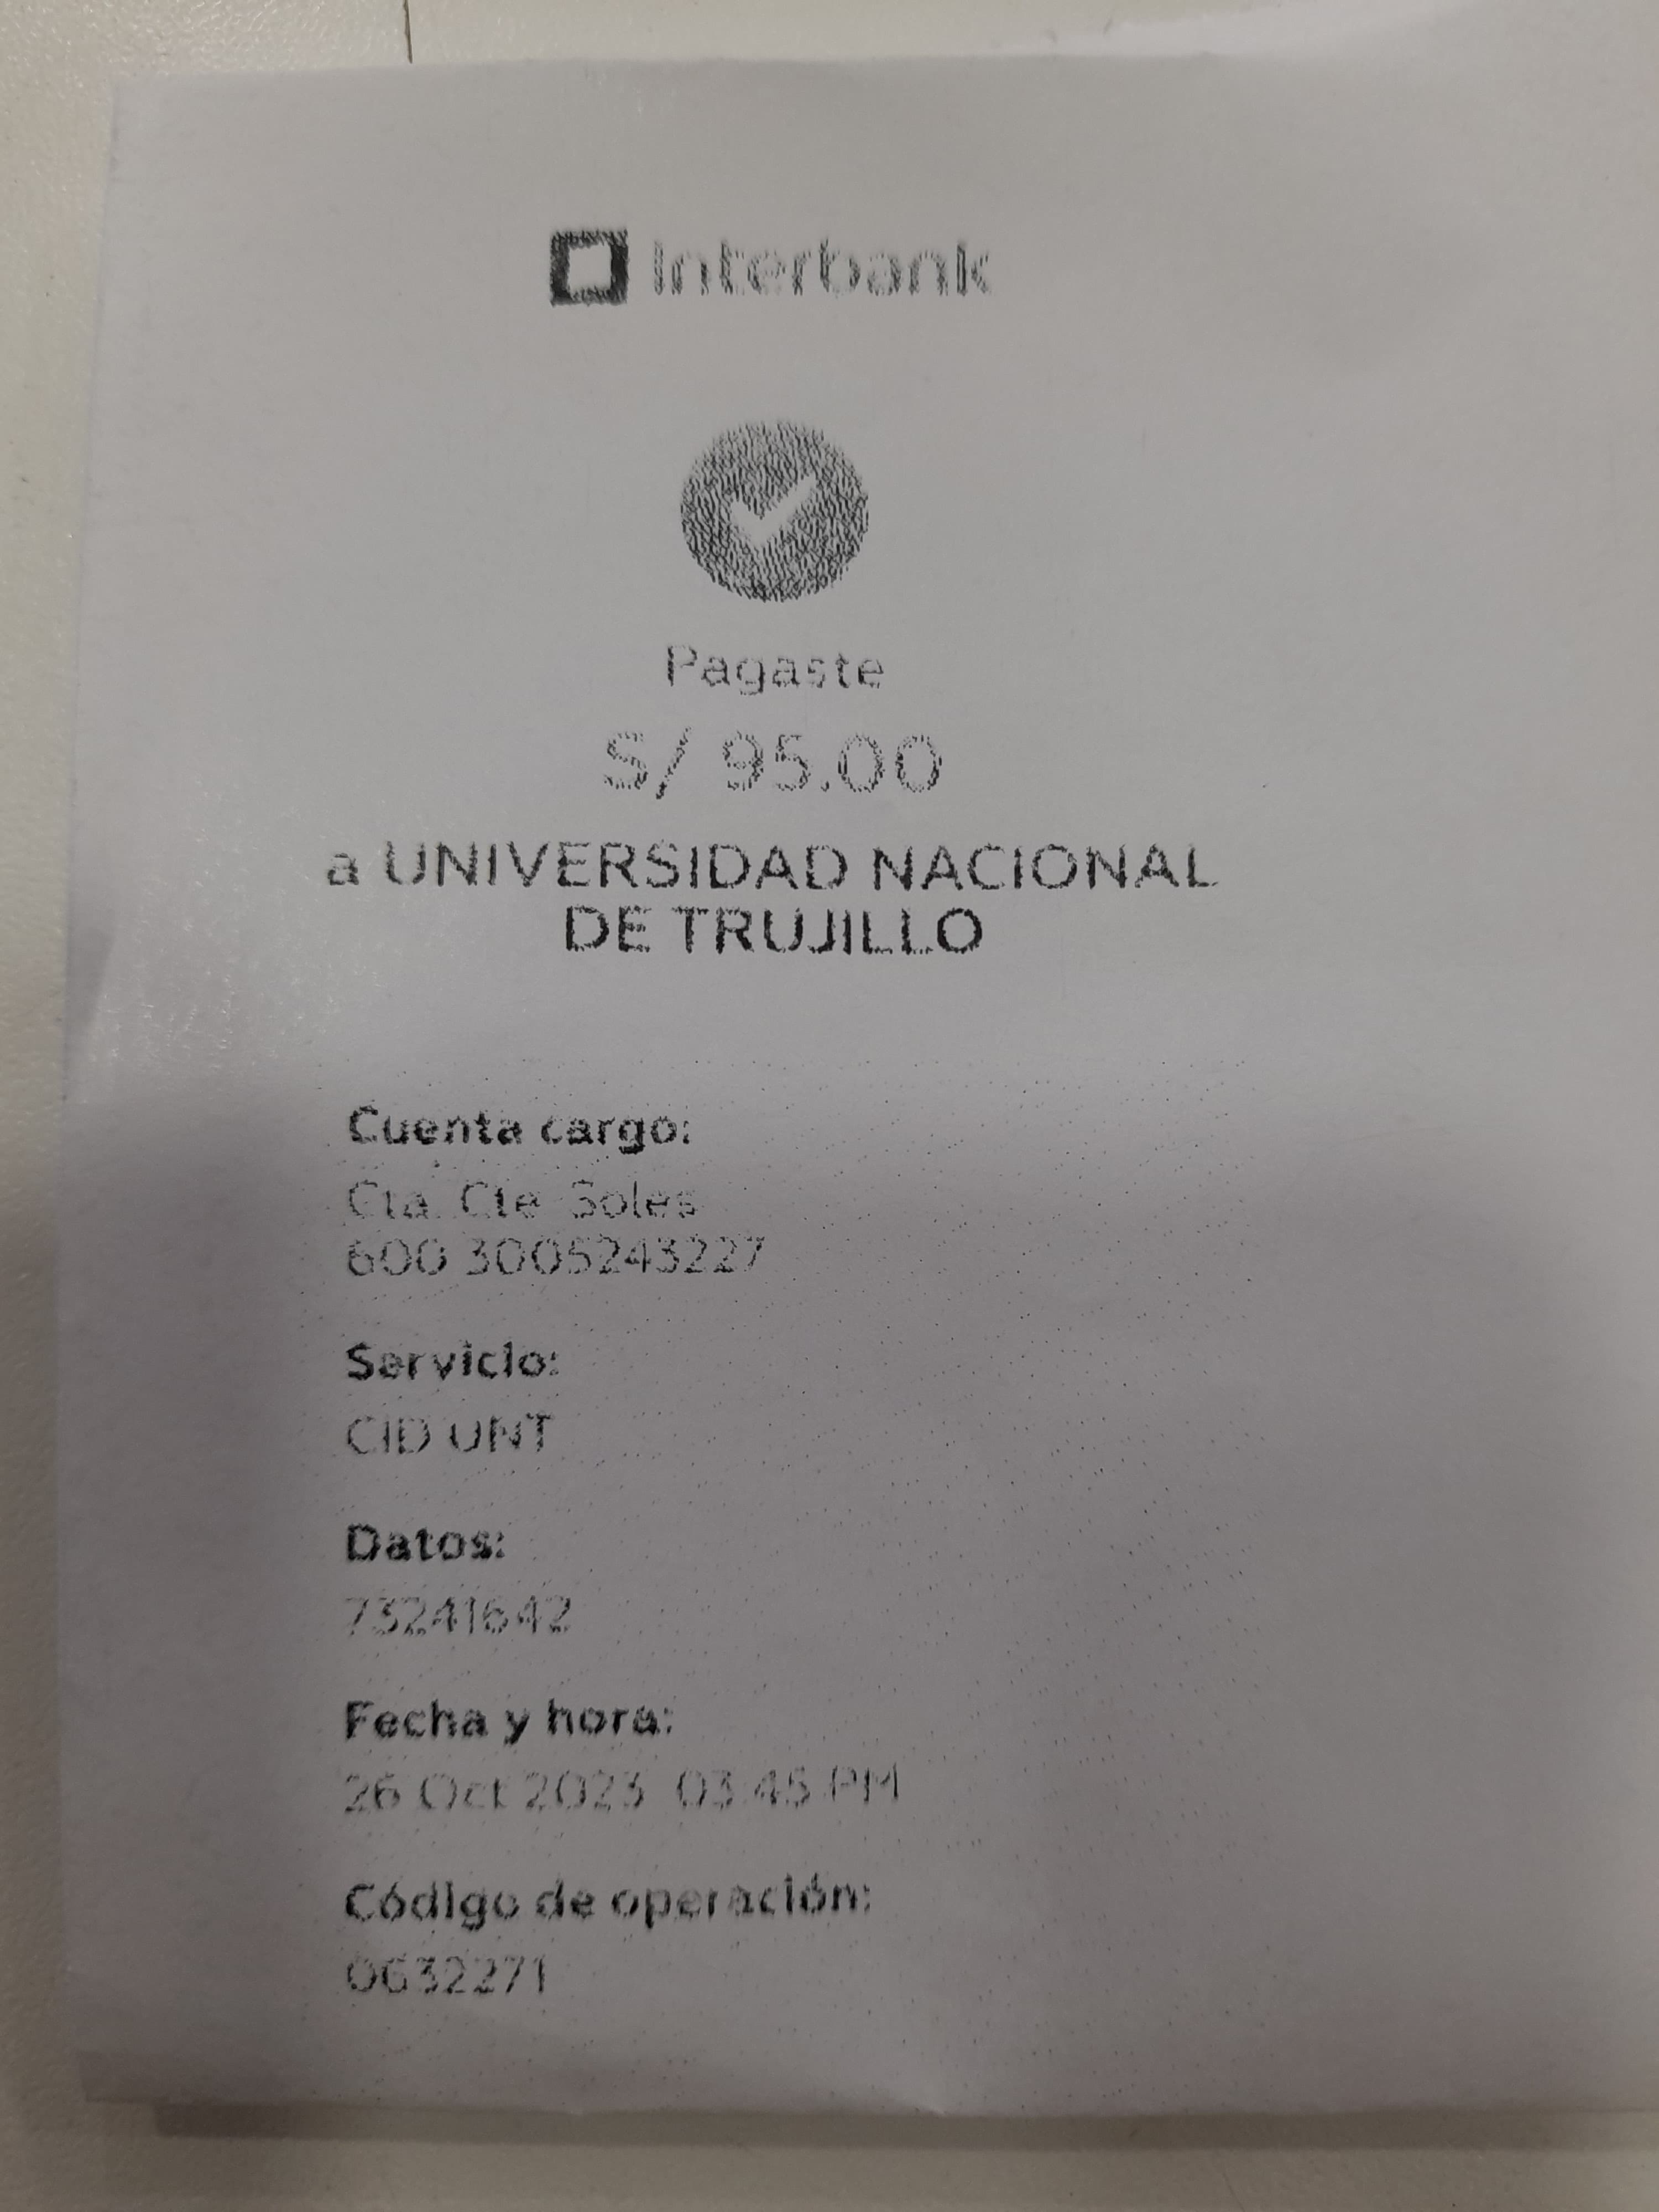 Interbank
Pagaste
S/ 95.00
a UNIVERSIDAD NACIONAL
DE TRUJILLO
Cuenta cargo:
Cta Cte Soles
600 3005243227
Servicio:
CID UNT
Datos:
73241642
Fecha y hora:
26 Oct 2023 03:45 PM
Código de operación:
0632271